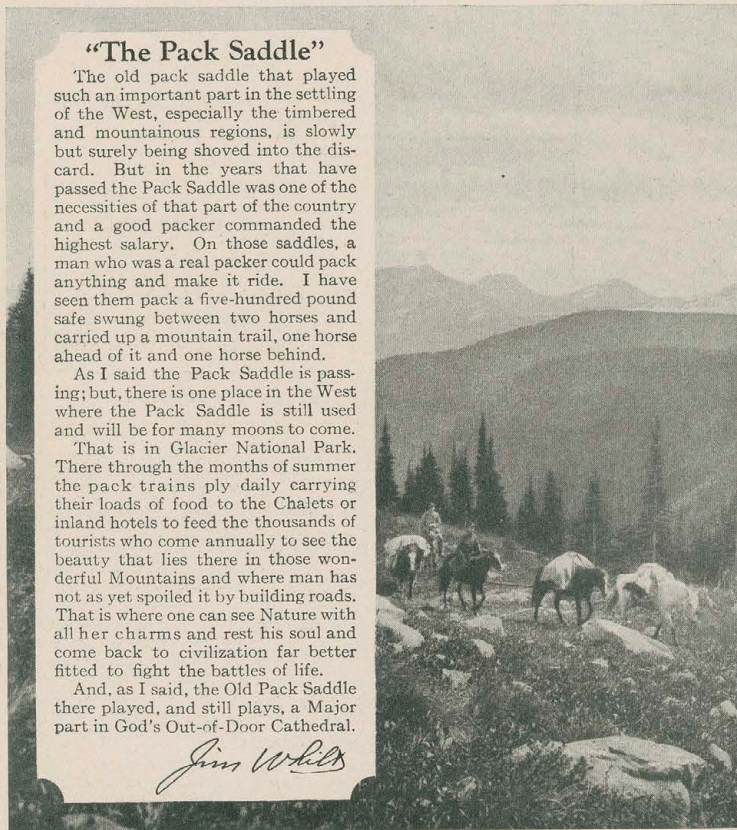 “The Pack Saddle”
The old pack saddle that played
such an important part in the settling
of the West, especially the timbered
and mountainous regions, is slowly
but surely being shoved into the dis-
card. But in the years that have
passed the Pack Saddle was one of the
necessities of that part of the country
and a good packer commanded the
highest salary. On those saddles, a
man who was a real packer could pack
anything and make it ride. I have
seen them pack a five-hundred pound
safe swung between two horses and
carried up a mountain trail, one horse
ahead of it and one horse behind.
As I said the Pack Saddle is pass-
ing; but, there is one place in the West
where the Pack Saddle is still used
and will be for many moons to come.
That is in Glacier National Park.
There through the months of summer
the pack trains ply daily carrying
their loads of food to the Chalets or
inland hotels to feed the thousands of
tourists who come annually to see the
beauty that lies there in those won-
derful Mountains and where man has
not as yet spoiled it by building roads.
That is where one can see Nature with
all her charms and rest his soul and
come back to civilization far better
fitted to fight the battles of life.
And, as I said, the Old Pack Saddle
there played, and still plays, a Major
part in God's Out-of-Door Cathedral.
Jim Whilt